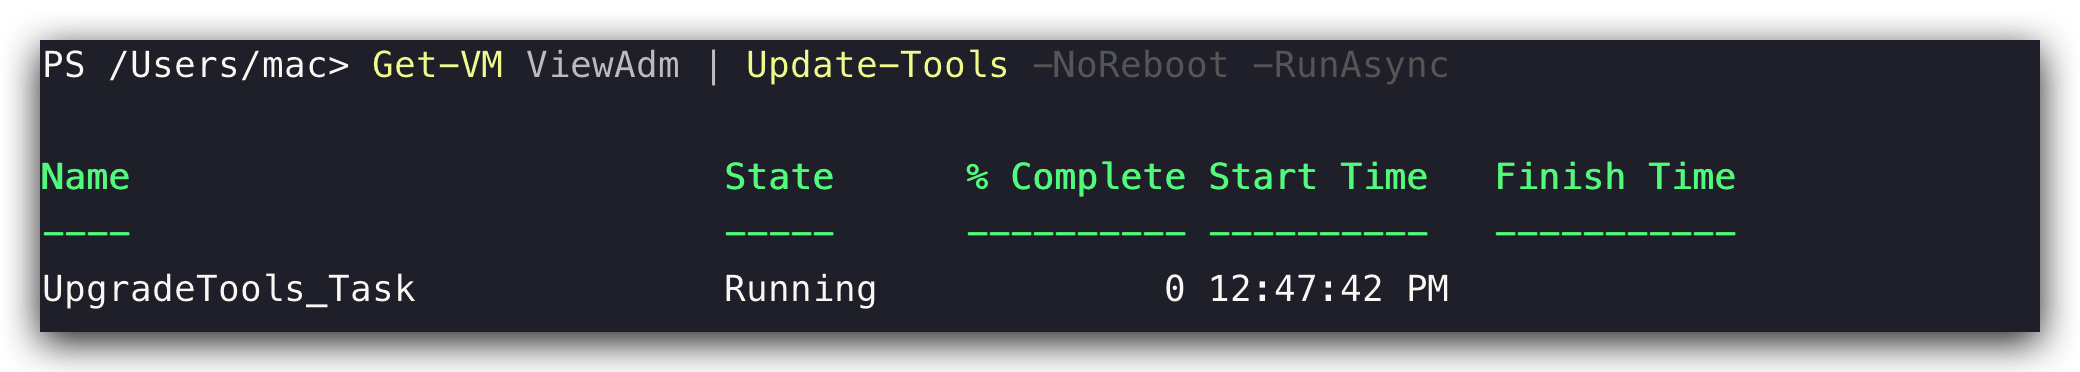 PS /Users/mac> Get-VM ViewAdm | Update-Tools -NoReboot -RunAsync
Name State % Complete Start Time Finish Time
---- ----- ---------- ---------- -----------
UpgradeTools_Task Running 0 12:47:42 PM